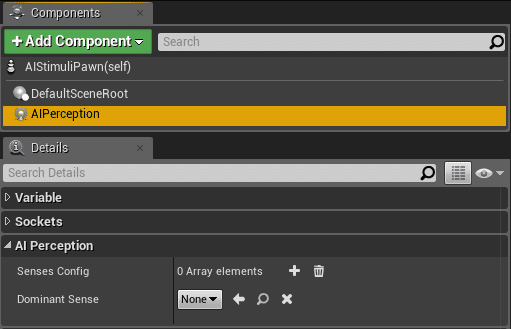 Components
+ Add Component
Search
AIStimuliPawn(self)
DefaultSceneRoot
AIPerception
Details
Search Details
Variable
Sockets
AI Perception
Senses Config 0 Array elements
Dominant Sense None